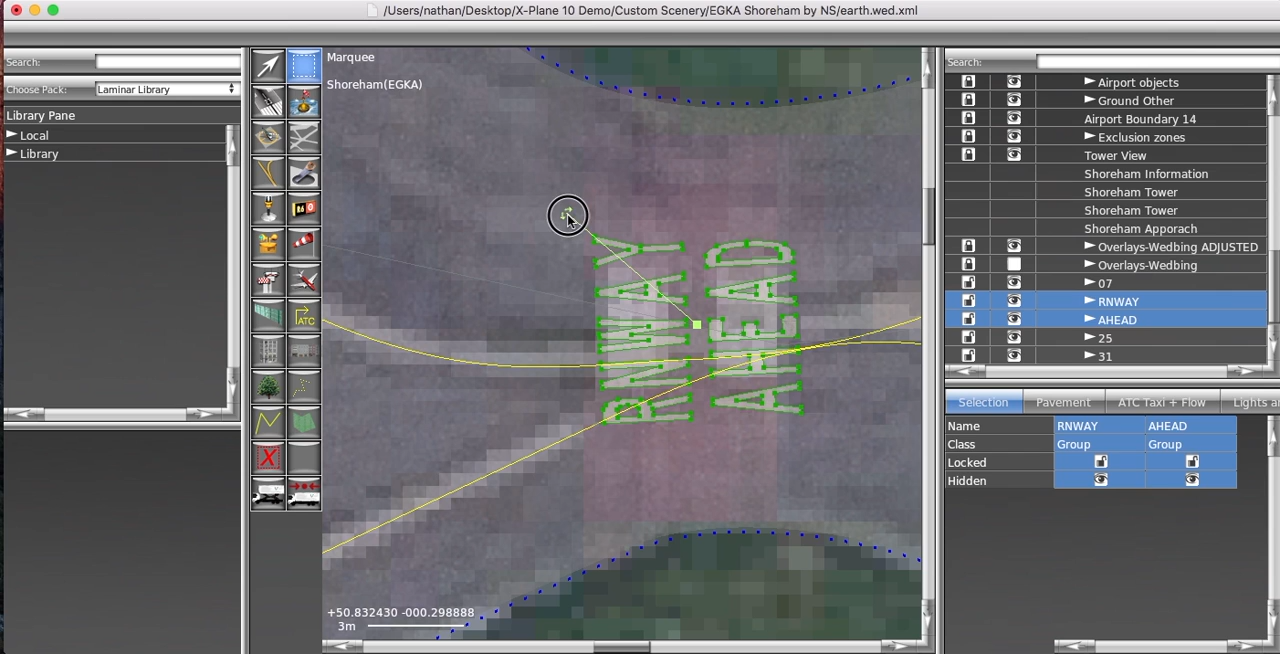 /Users/nathan/Desktop/X-Plane 10 Demo/Custom Scenery/EGKA Shoreham by NS/earth.wed.xml
Search:
Choose Pack: Laminar Library
Library Pane
Local
Library
Marquee
Shoreham(EGKA)
R60
ATC
X
RNWAY
AHEAD
+50.832430 -000.298888
3m
Search:
Airport objects
Ground Other
Airport Boundary 14
Exclusion zones
Tower View
Shoreham Information
Shoreham Tower
Shoreham Tower
Shoreham Apporach
Overlays-Wedbing ADJUSTED
Overlays-Wedbing
07
RNWAY
AHEAD
25
31
Selection Pavement ATC Taxi + Flow Lights a
Name RNWAY AHEAD
Class Group Group
Locked
Hidden